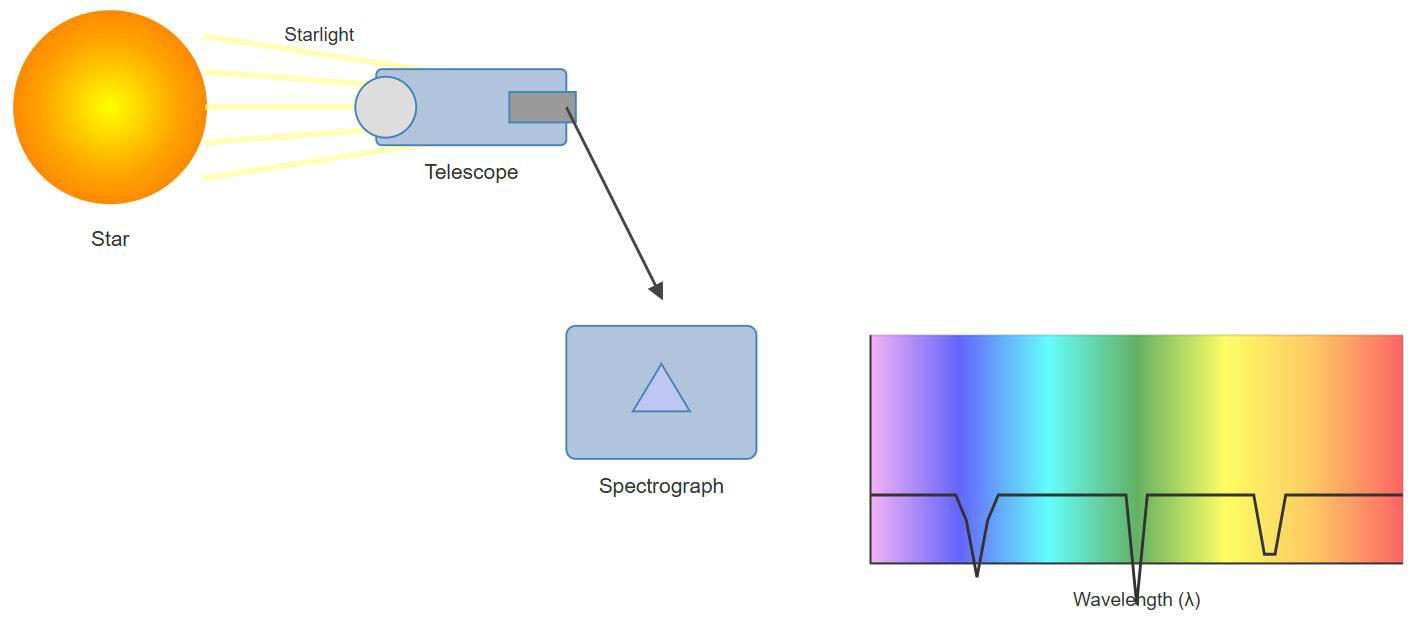 Starlight
Telescope
Star
Spectrograph
Wavelength (λ)